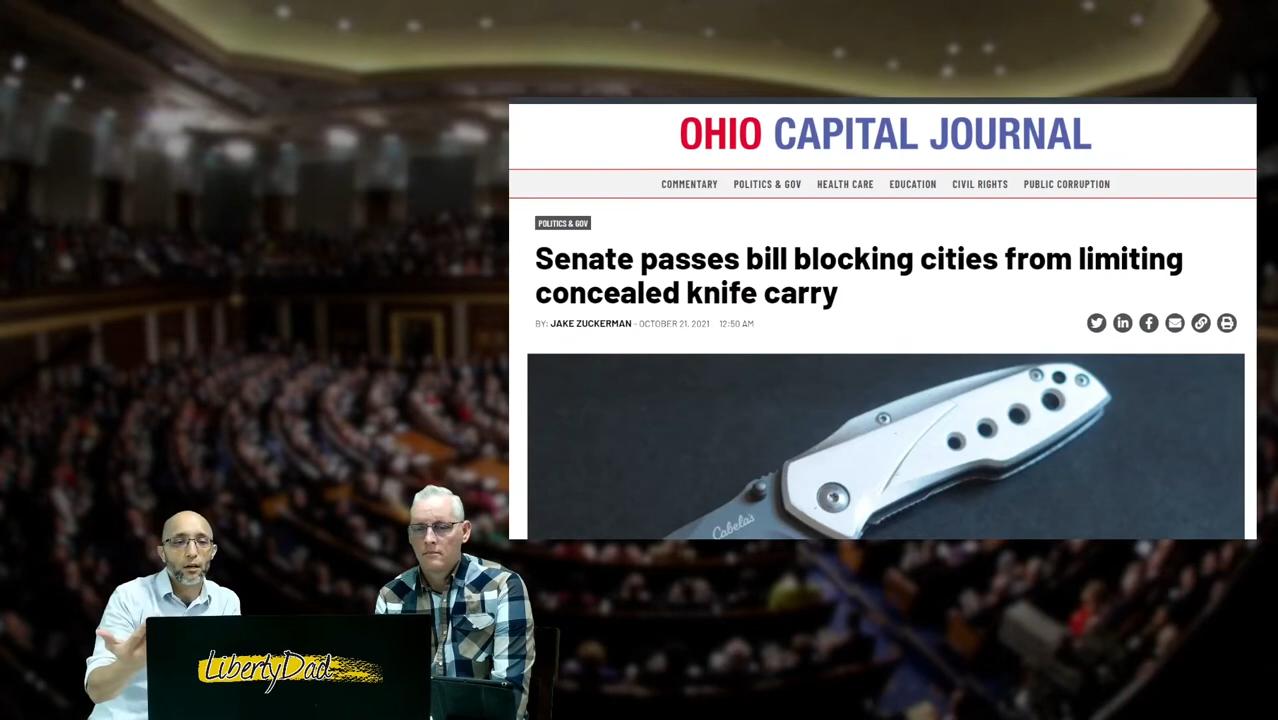 OHIO CAPITAL JOURNAL
COMMENTARY POLITICS & GOV HEALTH CARE EDUCATION CIVIL RIGHTS PUBLIC CORRUPTION
POLITICS & GOV
Senate passes bill blocking cities from limiting
concealed knife carry
BY: JAKE ZUCKERMAN - OCTOBER 21, 2021 12:50 AM
Cabela's
LibertyDad